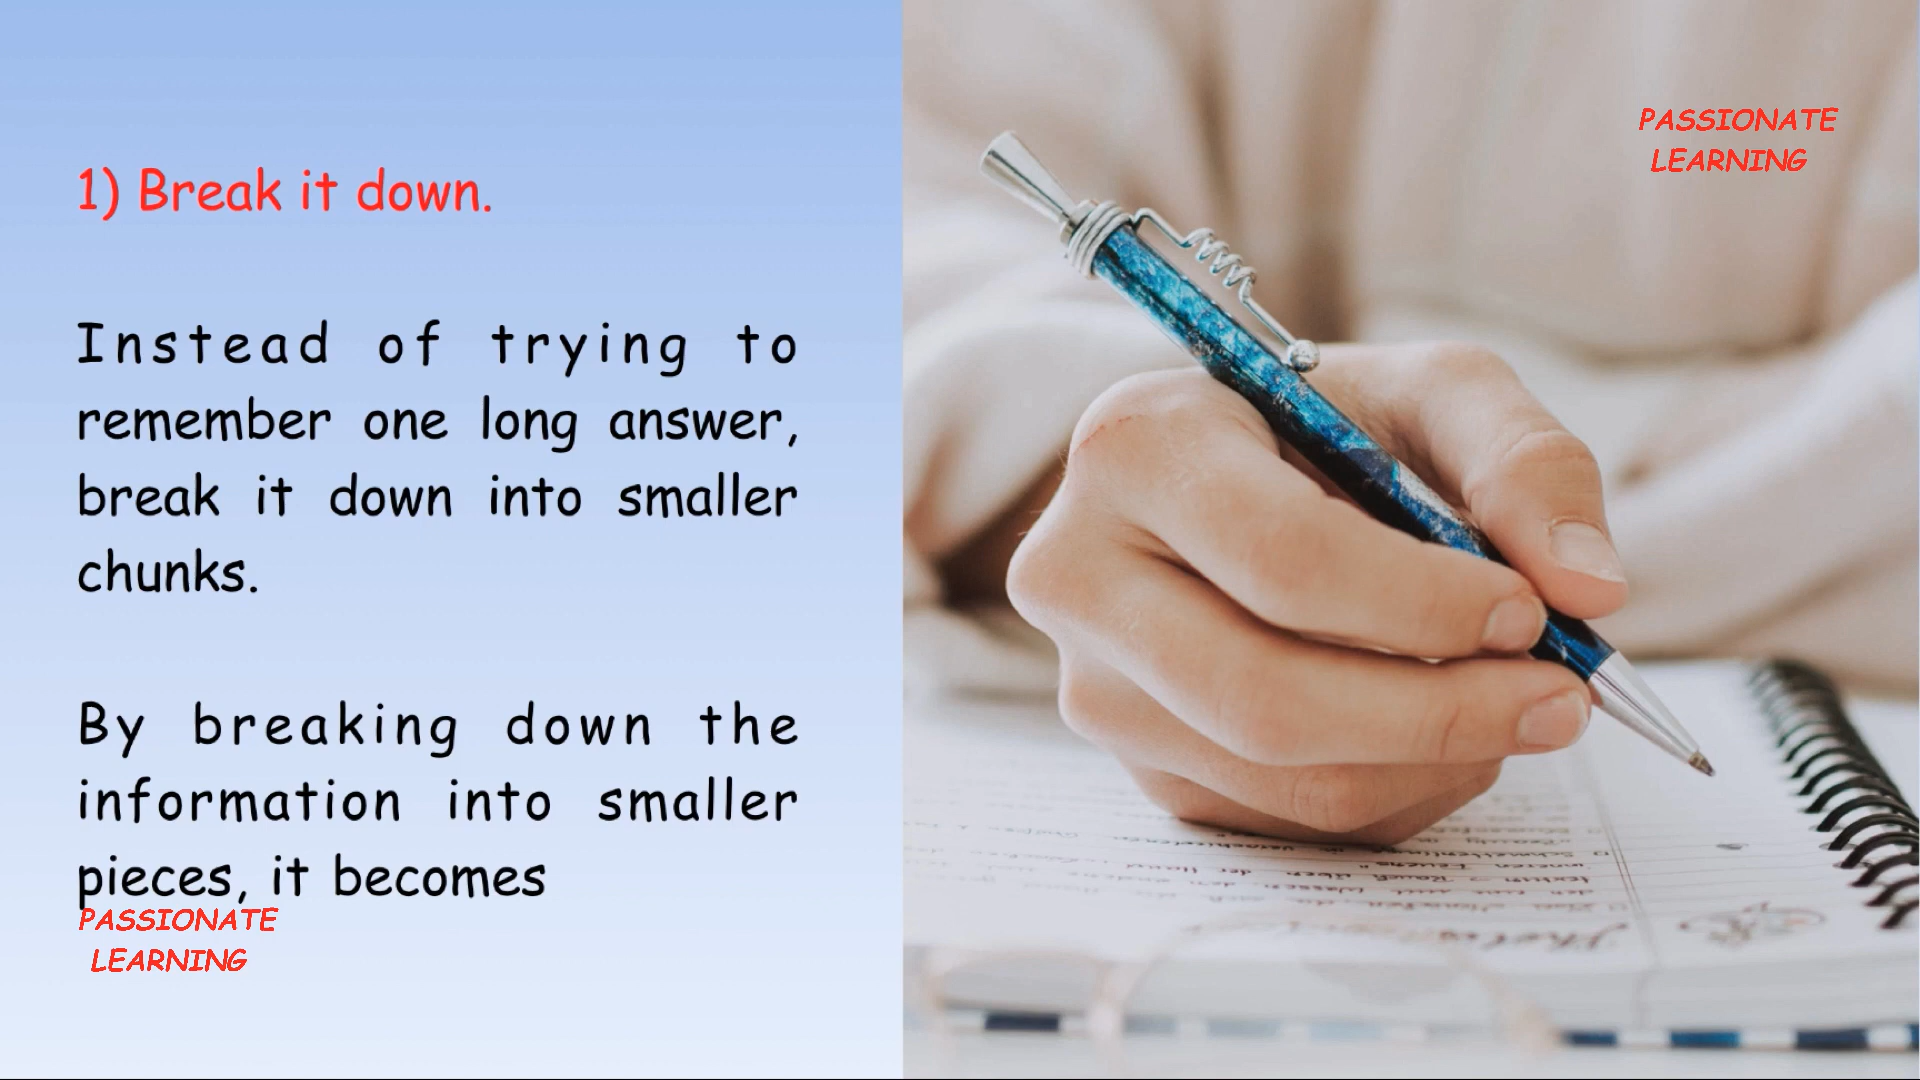 1) Break it down.
Instead of trying to
remember one long answer,
break it down into smaller
chunks.
By breaking down the
information into smaller
pieces, it becomes
PASSIONATE
LEARNING
PASSIONATE
LEARNING